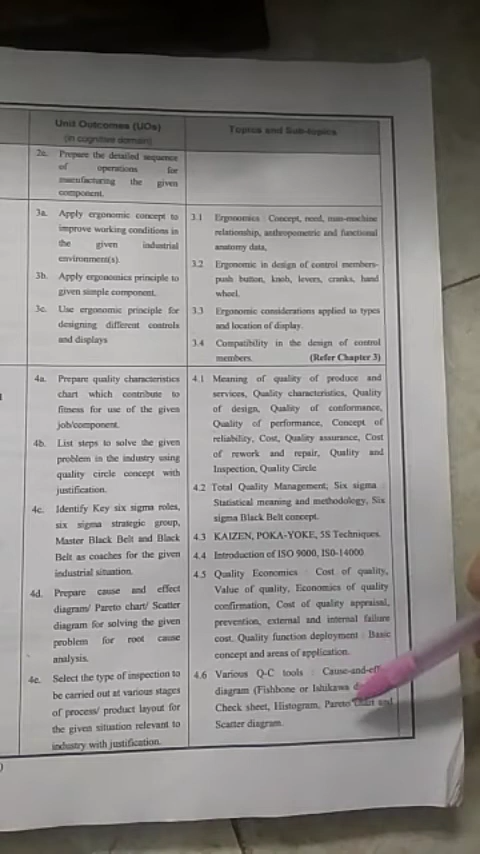 Unit Outcomes (UOs)
(in cognitive domain)
2e. Prepare the detailed sequence
of operations for
manufacturing the given
component.
3a. Apply ergonomic concept to
improve working conditions in
the given industrial
environment(s).
3b. Apply ergonomics principle to
given simple component.
3c. Use ergonomic principle for
designing different controls
and displays
4a. Prepare quality characteristics
chart which contribute to
fitness for use of the given
job/component.
4b. List steps to solve the given
problem in the industry using
quality circle concept with
justification.
4c. Identify Key six sigma roles,
six sigma strategic group,
Master Black Belt and Black
Belt as coaches for the given
industrial situation.
4d. Prepare cause and effect
diagram/ Pareto chart/ Scatter
diagram for solving the given
problem for root cause
analysis.
4e. Select the type of inspection to
be carried out at various stages
of process/ product layout for
the given situation relevant to
industry with justification.
Topics and Sub-topics
3.1 Ergonomics : Concept, need, man-machine
relationship, anthropometric and functional
anatomy data,
3.2 Ergonomic in design of control members-
push button, knob, levers, cranks, hand
wheel.
3.3 Ergonomic considerations applied to types
and location of display.
3.4 Compatibility in the design of control
members. (Refer Chapter 3)
4.1 Meaning of quality of produce and
services, Quality characteristics, Quality
of design, Quality of conformance,
Quality of performance, Concept of
reliability, Cost, Quality assurance, Cost
of rework and repair, Quality and
Inspection, Quality Circle
4.2 Total Quality Management; Six sigma :
Statistical meaning and methodology, Six
sigma Black Belt concept.
4.3 KAIZEN, POKA-YOKE, 5S Techniques.
4.4 Introduction of ISO 9000, ISO-14000
4.5 Quality Economics : Cost of quality,
Value of quality, Economics of quality
confirmation, Cost of quality appraisal,
prevention, external and internal failure
cost. Quality function deployment : Basic
concept and areas of application.
4.6 Various Q-C tools : Cause-and-eff
diagram (Fishbone or Ishikawa
Check sheet, Histogram, Pareto Chart and
Scatter diagram.